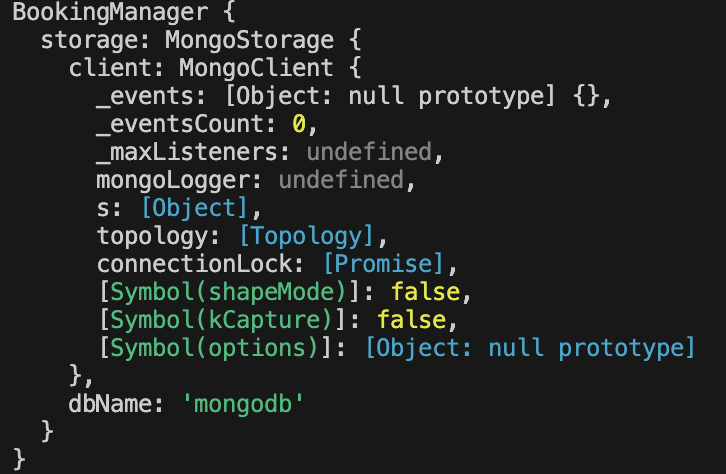 BookingManager {
  storage: MongoStorage {
    client: MongoClient {
      _events: [Object: null prototype] {},
      _eventsCount: 0,
      _maxListeners: undefined,
      mongoLogger: undefined,
      s: [Object],
      topology: [Topology],
      connectionLock: [Promise],
      [Symbol(shapeMode)]: false,
      [Symbol(kCapture)]: false,
      [Symbol(options)]: [Object: null prototype]
    },
    dbName: 'mongodb'
  }
}